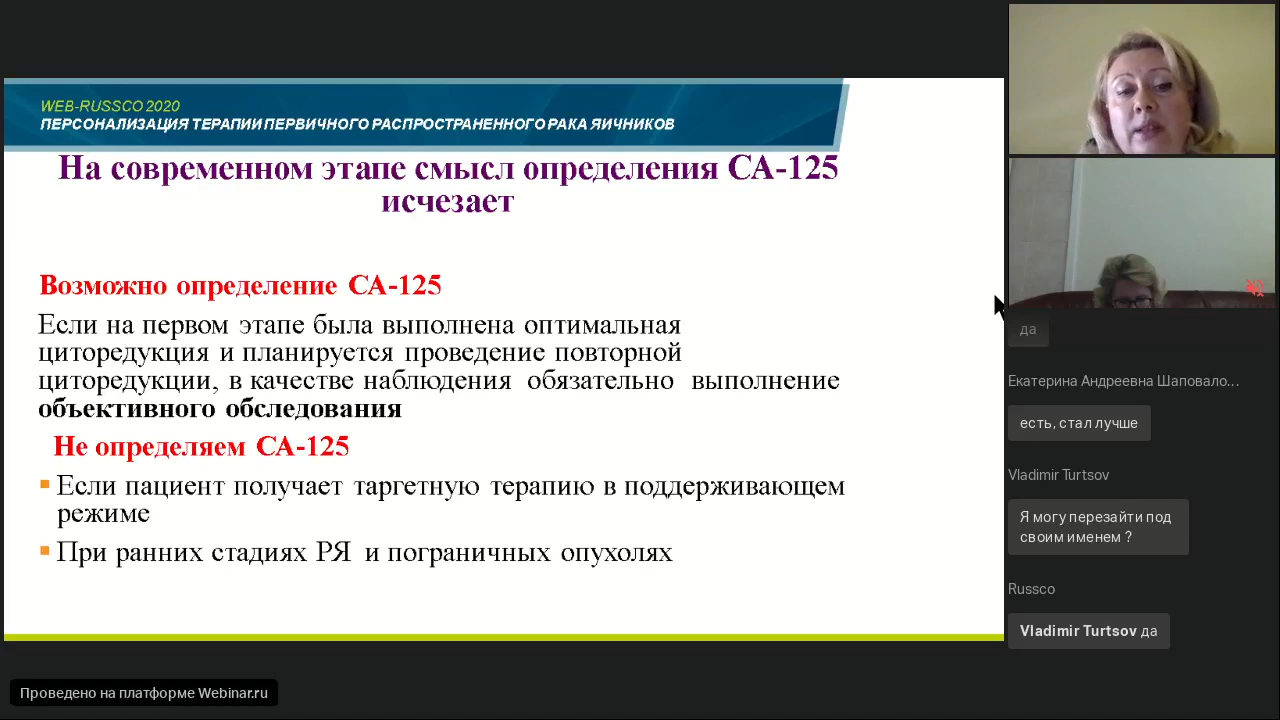 WEB-RUSSCO 2020
ПЕРСОНАЛИЗАЦИЯ ТЕРАПИИ ПЕРВИЧНОГО РАСПРОСТРАНЕННОГО РАКА ЯИЧНИКОВ
На современном этапе смысл определения СА-125
исчезает
Возможно определение СА-125
Если на первом этапе была выполнена оптимальная
циторедукция и планируется проведение повторной
циторедукции, в качестве наблюдения обязательно выполнение
объективного обследования
Не определяем СА-125
Если пациент получает таргетную терапию в поддерживающем
режиме
При ранних стадиях РЯ и пограничных опухолях
да
Екатерина Андреевна Шаповало...
есть, стал лучше
Vladimir Turtsov
Я могу перезайти под
своим именем ?
Russco
Vladimir Turtsov да
Проведено на платформе Webinar.ru